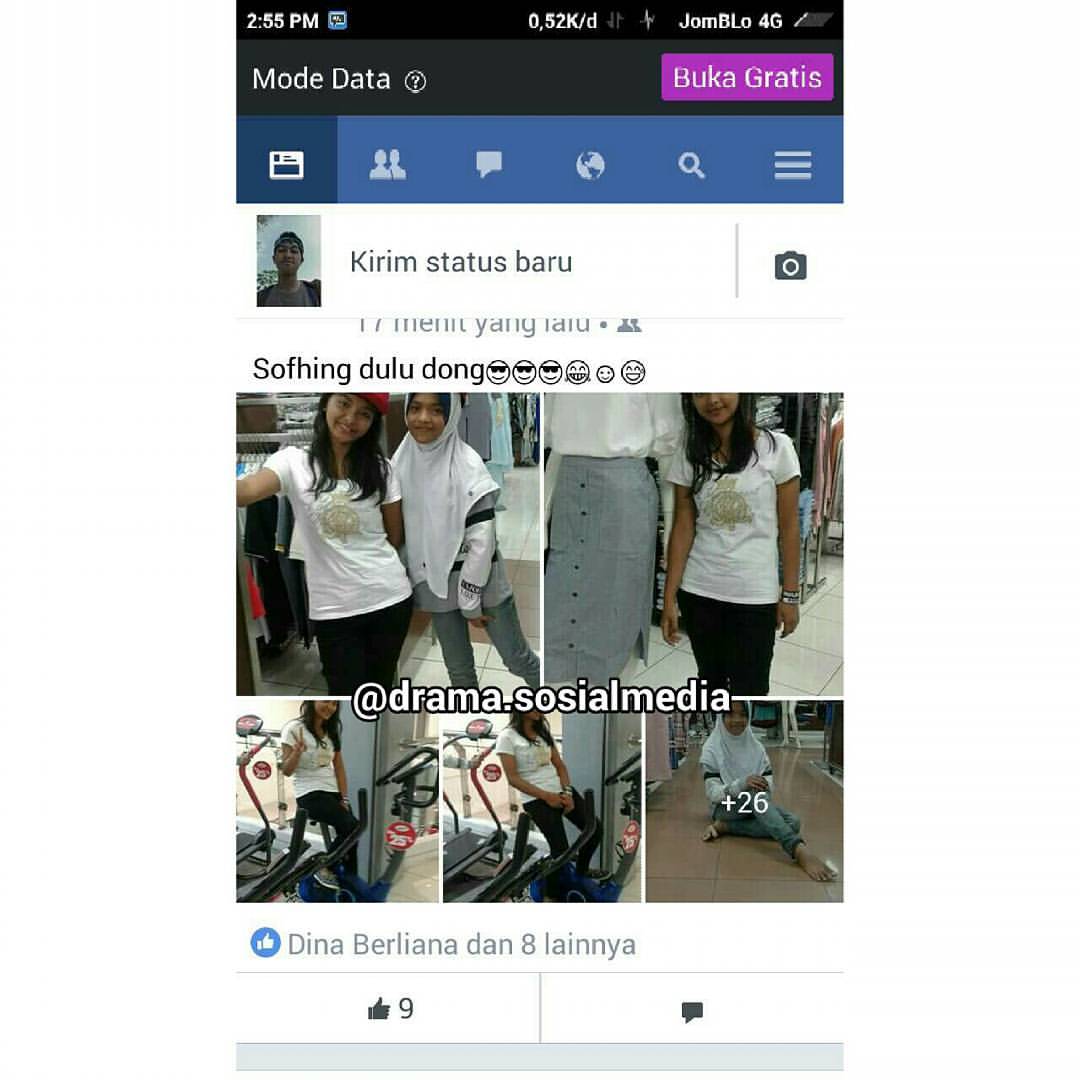 2:55 PM 0,52K/d JomBLo 4G
Mode Data ?
Buka Gratis
Kirim status baru
17 menit yang lalu •
Sofhing dulu dong😎😎😎😁☺😅
@drama.sosialmedia
+26
Dina Berliana dan 8 lainnya
9